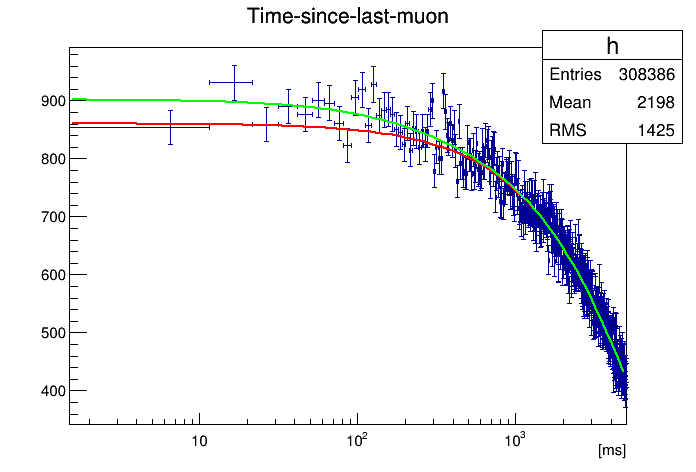 Time-since-last-muon
h
Entries 308386
Mean 2198
RMS 1425
900
800
700
600
500
400
10 10² 10³
[ms]